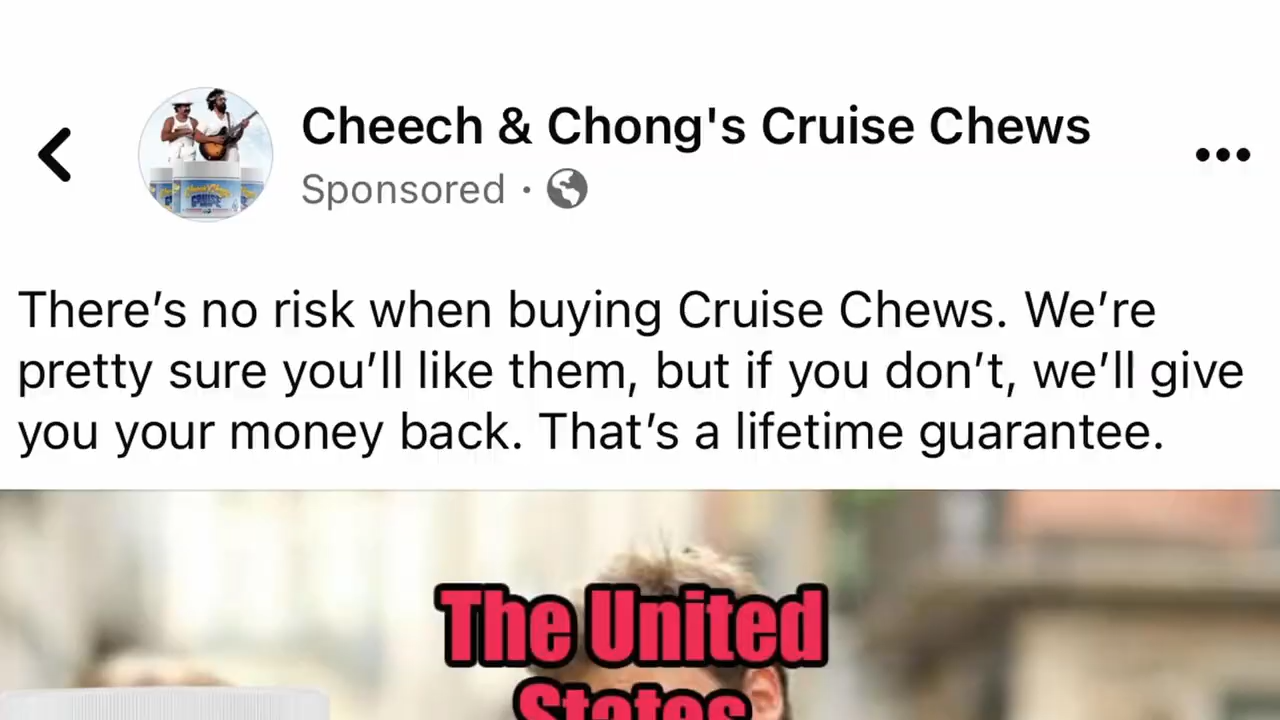 Cheech & Chong's Cruise Chews
Sponsored ·
There’s no risk when buying Cruise Chews. We’re
pretty sure you’ll like them, but if you don’t, we’ll give
you your money back. That’s a lifetime guarantee.
The United
States